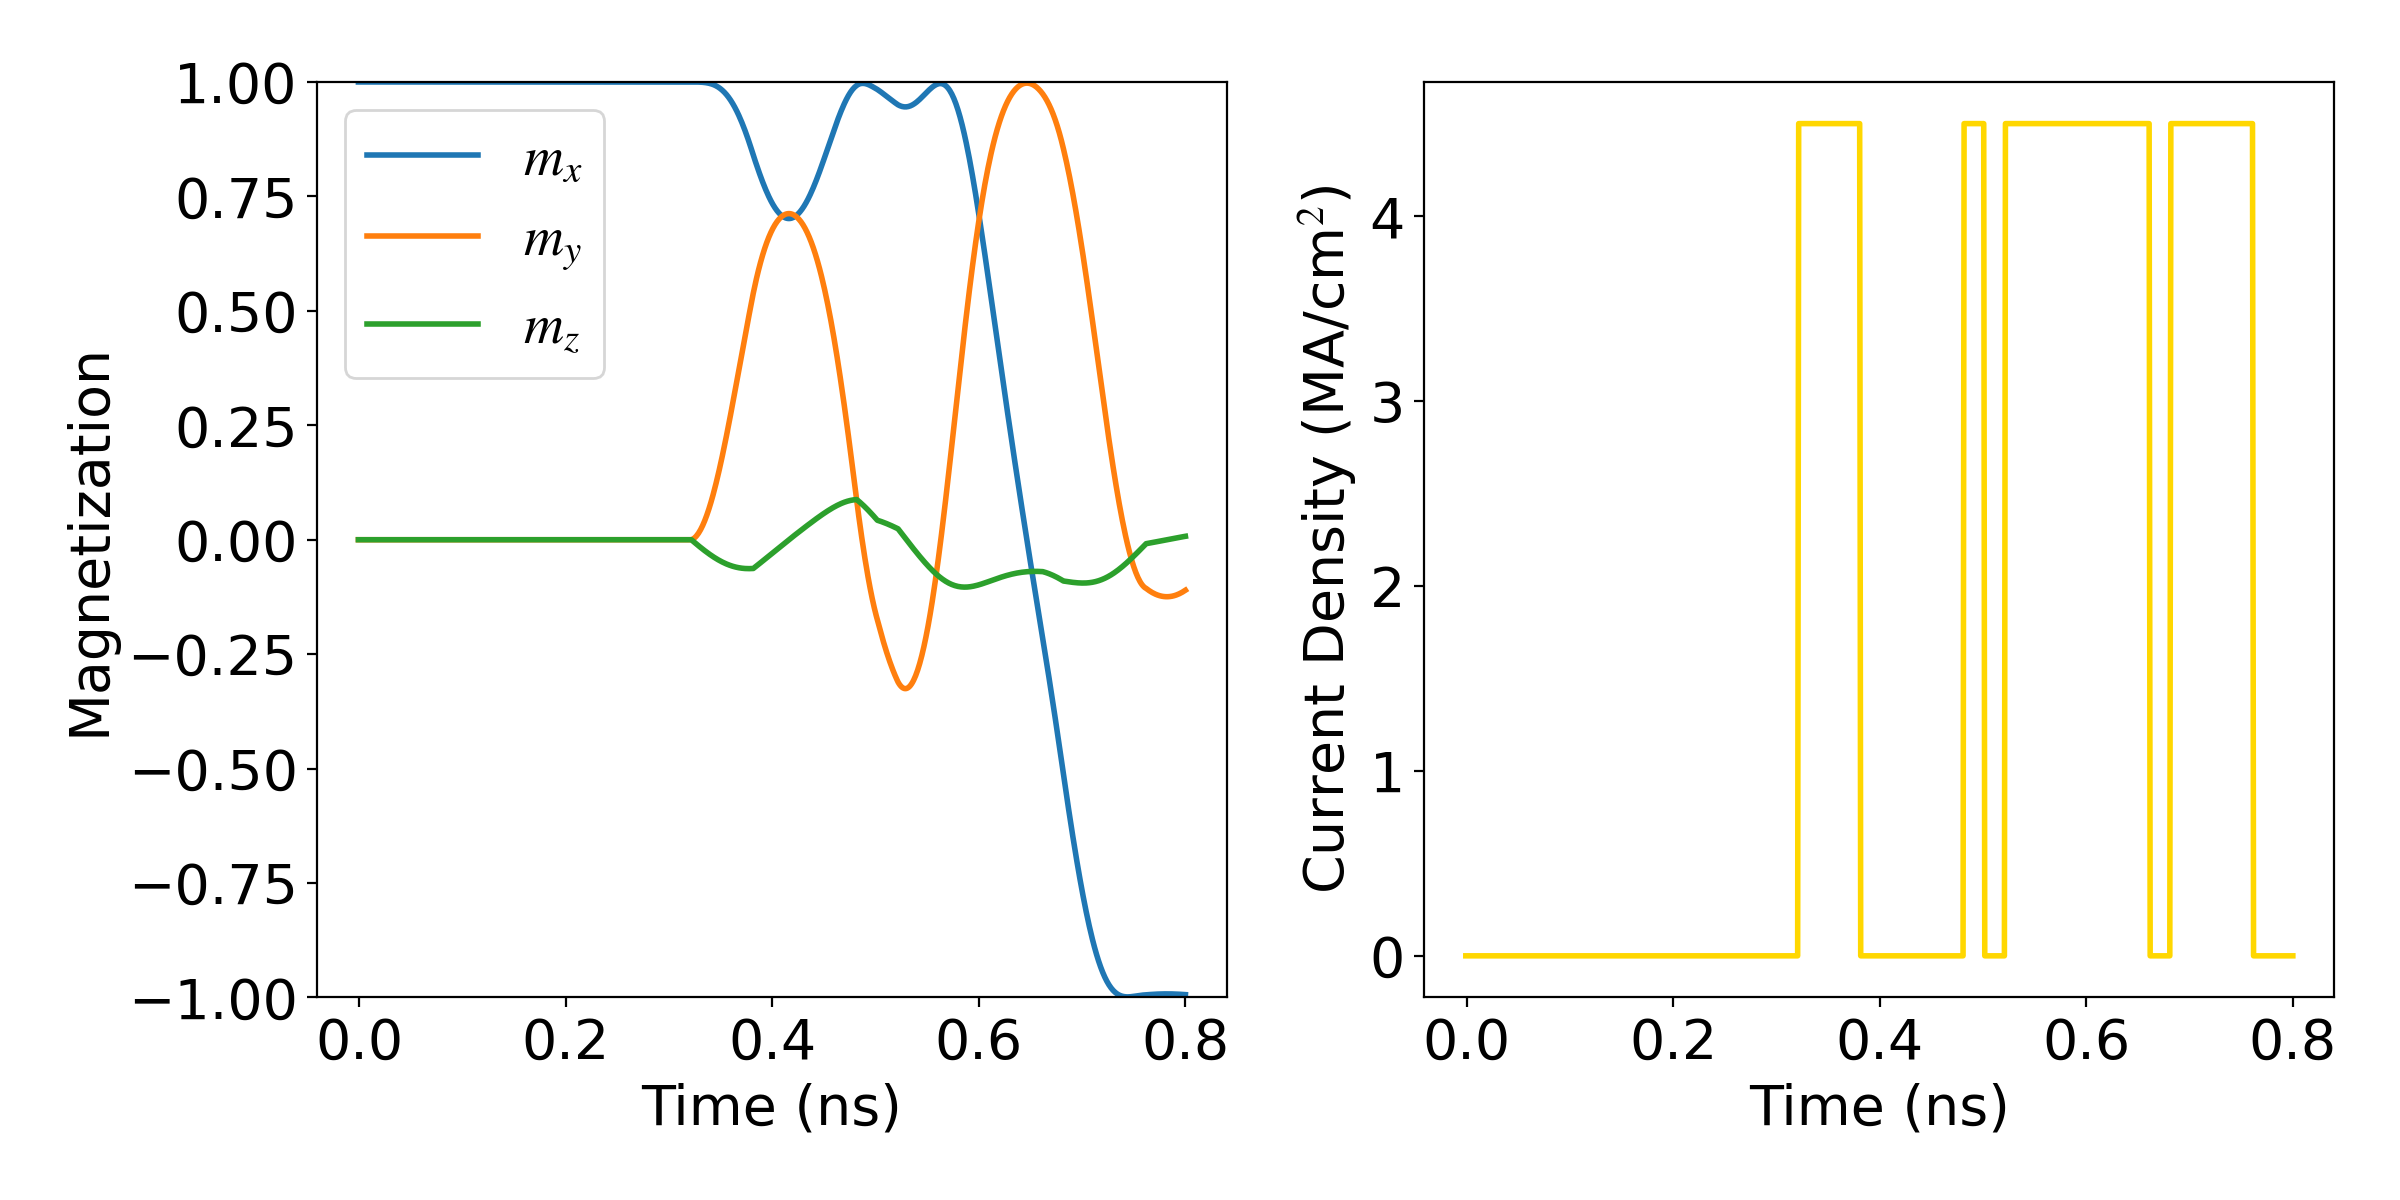 Magnetization
1.00
0.75
0.50
0.25
0.00
−0.25
−0.50
−0.75
−1.00
m_x
m_y
m_z
0.0 0.2 0.4 0.6 0.8
Time (ns)
Current Density (MA/cm²)
4
3
2
1
0
0.0 0.2 0.4 0.6 0.8
Time (ns)